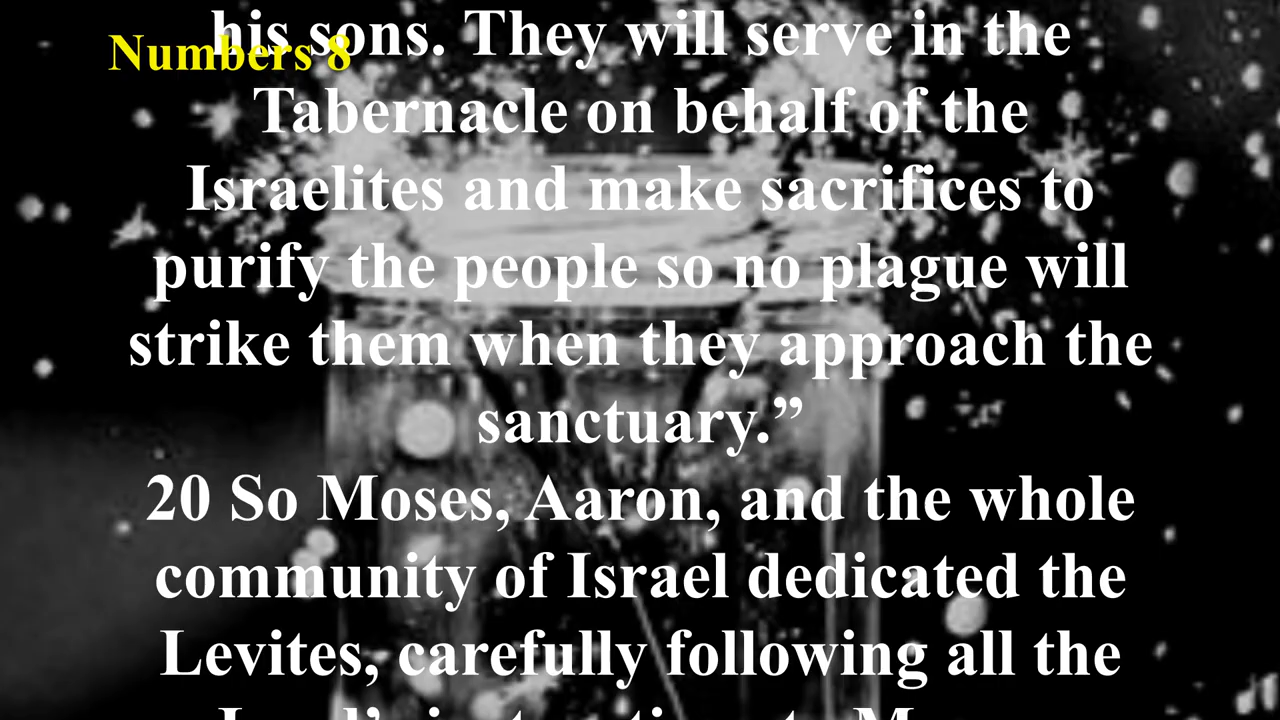 his sons. They will serve in the
Numbers 8
Tabernacle on behalf of the
Israelites and make sacrifices to
purify the people so no plague will
strike them when they approach the
sanctuary.”
20 So Moses, Aaron, and the whole
community of Israel dedicated the
Levites, carefully following all the